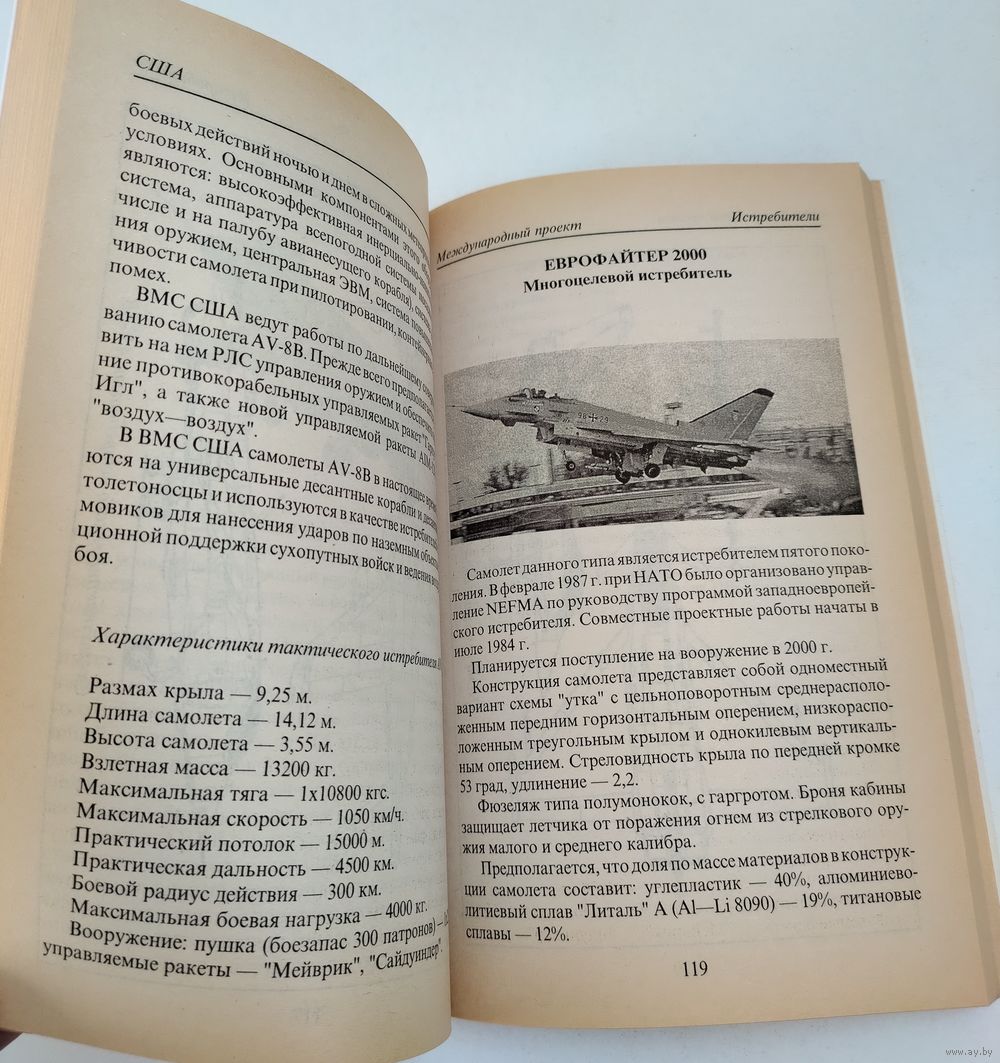 США
боевых действий ночью и днем в сложных
условиях. Основными компонентами этого
являются: высокоэффективная инерциально-
система, аппаратура всепогодной системы
числе и на палубу авианесущего корабля),
ния оружием, центральная ЭВМ, система
чивости самолета при пилотировании,
помех.
ВМС США ведут работы по дальнейшему
ванию самолета AV-8B. Прежде всего
вить на нем РЛС управления оружием и
ние противокорабельных управляемых ракет
Игл", а также новой управляемой ракеты
"воздух—воздух".
В ВМС США самолеты AV-8B в настоящее
ются на универсальные десантные корабли и
толетоносцы и используются в качестве
мовиков для нанесения ударов по наземным
ционной поддержки сухопутных войск и ведения
боя.
Характеристики тактического истребителя
Размах крыла — 9,25 м.
Длина самолета — 14,12 м.
Высота самолета — 3,55 м.
Взлетная масса — 13200 кг.
Максимальная тяга — 1х10800 кгс.
Максимальная скорость — 1050 км/ч.
Практический потолок — 15000 м.
Практическая дальность — 4500 км.
Боевой радиус действия — 300 км.
Максимальная боевая нагрузка — 4000 кг.
Вооружение: пушка (боезапас 300 патронов) —
управляемые ракеты — "Мейврик", "Сайдуиндер".
Международный проект Истребители
ЕВРОФАЙТЕР 2000
Многоцелевой истребитель
98 29
Самолет данного типа является истребителем пятого поко-
ления. В феврале 1987 г. при НАТО было организовано управ-
ление NEFMA по руководству программой западноевропей-
ского истребителя. Совместные проектные работы начаты в
июле 1984 г.
Планируется поступление на вооружение в 2000 г.
Конструкция самолета представляет собой одноместный
вариант схемы "утка" с цельноповоротным среднерасполо-
женным передним горизонтальным оперением, низкораспо-
ложенным треугольным крылом и однокилевым вертикаль-
ным оперением. Стреловидность крыла по передней кромке
53 град, удлинение — 2,2.
Фюзеляж типа полумонокок, с гаргротом. Броня кабины
защищает летчика от поражения огнем из стрелкового ору-
жия малого и среднего калибра.
Предполагается, что доля по массе материалов в конструк-
ции самолета составит: углепластик — 40%, алюминиево-
литиевый сплав "Литаль" А (Al—Li 8090) — 19%, титановые
сплавы — 12%.
119
www.ay.by